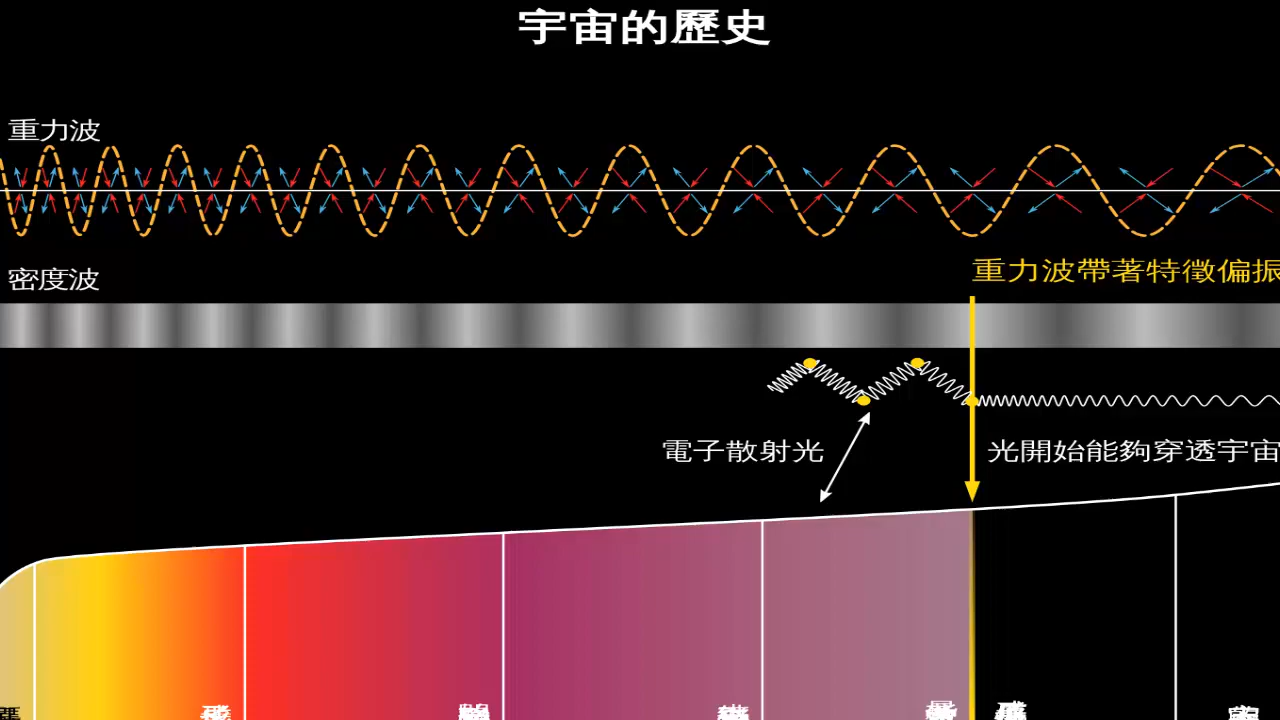 宇宙的歷史
重力波
密度波
重力波帶著特徵偏振
電子散射光
光開始能夠穿透宇宙